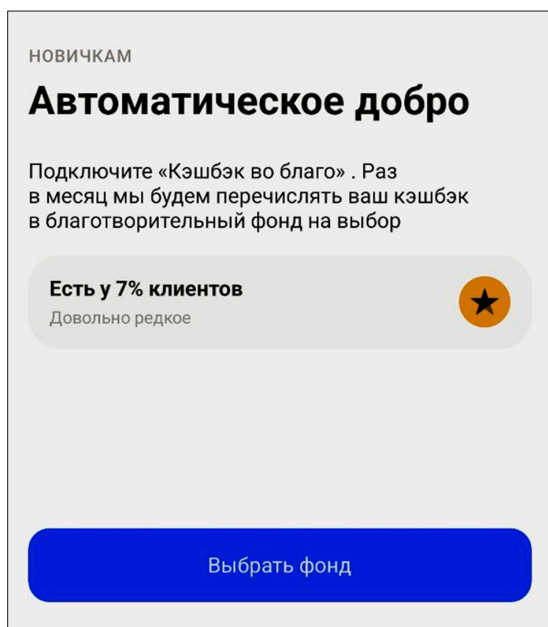 НОВИЧКАМ
Автоматическое добро
Подключите «Кэшбэк во благо» . Раз
в месяц мы будем перечислять ваш кэшбэк
в благотворительный фонд на выбор
Есть у 7% клиентов
Довольно редкое
Выбрать фонд